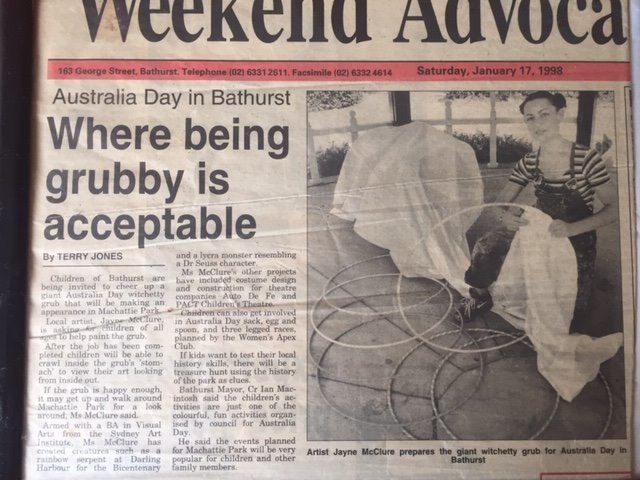 Weekend Advoca
163 George Street, Bathurst. Telephone (02) 6331 2611. Facsimile (02) 6332 4614
Saturday, January 17, 1998
Australia Day in Bathurst
Where being
grubby is
acceptable
By TERRY JONES
Children of Bathurst are
being invited to cheer up a
giant Australia Day witchetty
grub that will be making an
appearance in Machattie Park.
Local artist, Jayne McClure,
is asking for children of all
ages to help paint the grub.
After the job has been com-
pleted children will be able to
crawl inside the grub's 'stom-
ach' to view their art looking
from inside out.
If the grub is happy enough,
it may get up and walk around
Machattie Park for a look
around, Ms McClure said.
Armed with a BA in Visual
Arts from the Sydney Art
Institute, Ms McClure has
created creatures such as a
rainbow serpent at Darling
Harbour for the Bicentenary
and a lycra monster resembling
a Dr Seuss character.
Ms McClure's other projects
have included costume design
and construction for theatre
companies Auto De Fe and
PACT Children's Theatre.
Children can also get involved
in Australia Day sack, egg and
spoon, and three legged races,
planned by the Women's Apex
Club.
If kids want to test their local
history skills, there will be a
treasure hunt using the history
of the park as clues.
Bathurst Mayor, Cr Ian Mac-
intosh said the children's ac-
tivities are just one of the
colourful, fun activities organ-
ised by council for Australia
Day.
He said the events planned
for Machattie Park will be very
popular for children and other
family members.
Artist Jayne McClure prepares the giant witchetty grub for Australia Day in
Bathurst